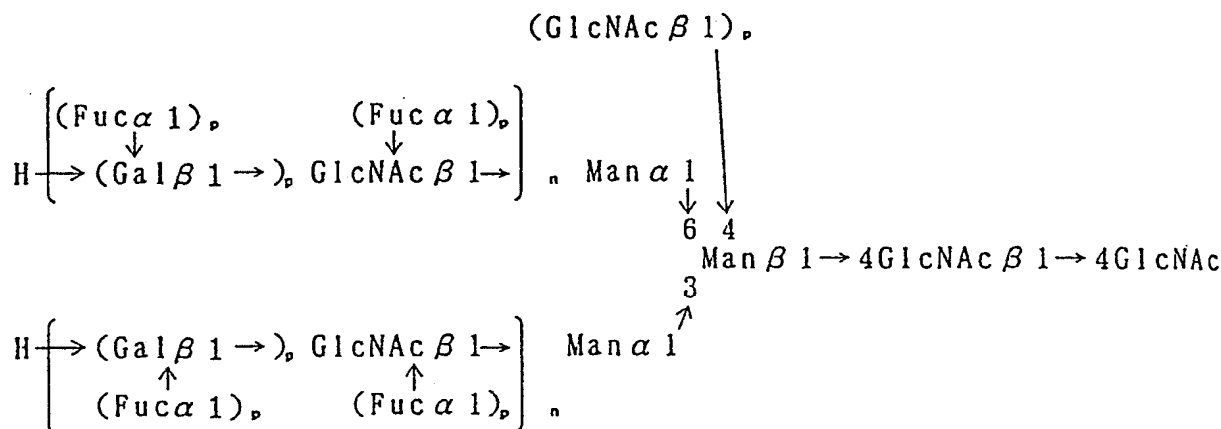 (GlcNAcβ1)p
(Fucα1)p (Fucα1)p
H→(Galβ1→)p GlcNAcβ1→ n Manα1
6 4
Manβ1→4GlcNAcβ1→4GlcNAc
3
H→(Galβ1→)p GlcNAcβ1→ Manα1
(Fucα1)p (Fucα1)p n